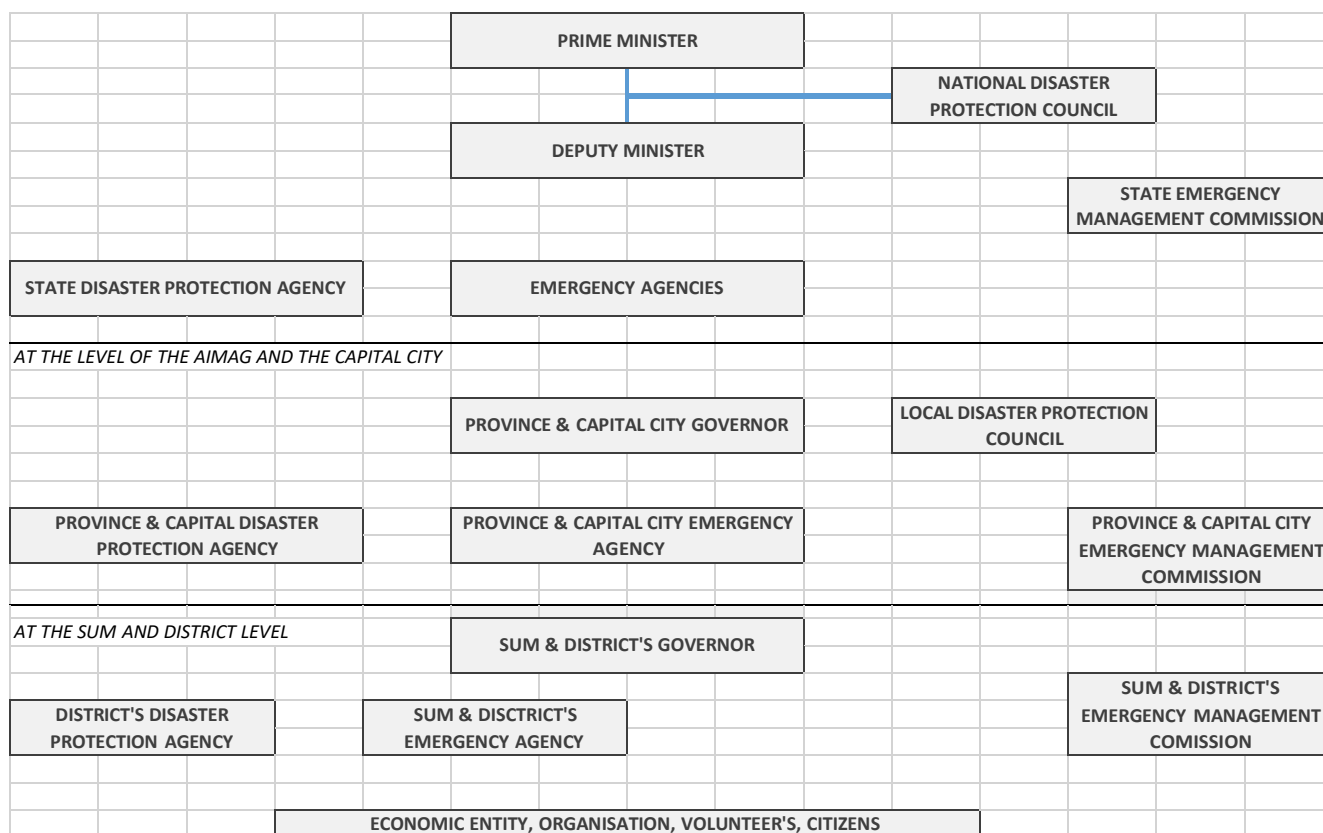 PRIME MINISTER
NATIONAL DISASTER
PROTECTION COUNCIL
DEPUTY MINISTER
STATE EMERGENCY
MANAGEMENT COMMISSION
STATE DISASTER PROTECTION AGENCY
EMERGENCY AGENCIES
AT THE LEVEL OF THE AIMAG AND THE CAPITAL CITY
PROVINCE & CAPITAL CITY GOVERNOR
LOCAL DISASTER PROTECTION
COUNCIL
PROVINCE & CAPITAL DISASTER
PROTECTION AGENCY
PROVINCE & CAPITAL CITY EMERGENCY
AGENCY
PROVINCE & CAPITAL CITY
EMERGENCY MANAGEMENT
COMMISSION
AT THE SUM AND DISTRICT LEVEL
SUM & DISTRICT'S GOVERNOR
DISTRICT'S DISASTER
PROTECTION AGENCY
SUM & DISCTRICT'S
EMERGENCY AGENCY
SUM & DISTRICT'S
EMERGENCY MANAGEMENT
COMISSION
ECONOMIC ENTITY, ORGANISATION, VOLUNTEER'S, CITIZENS